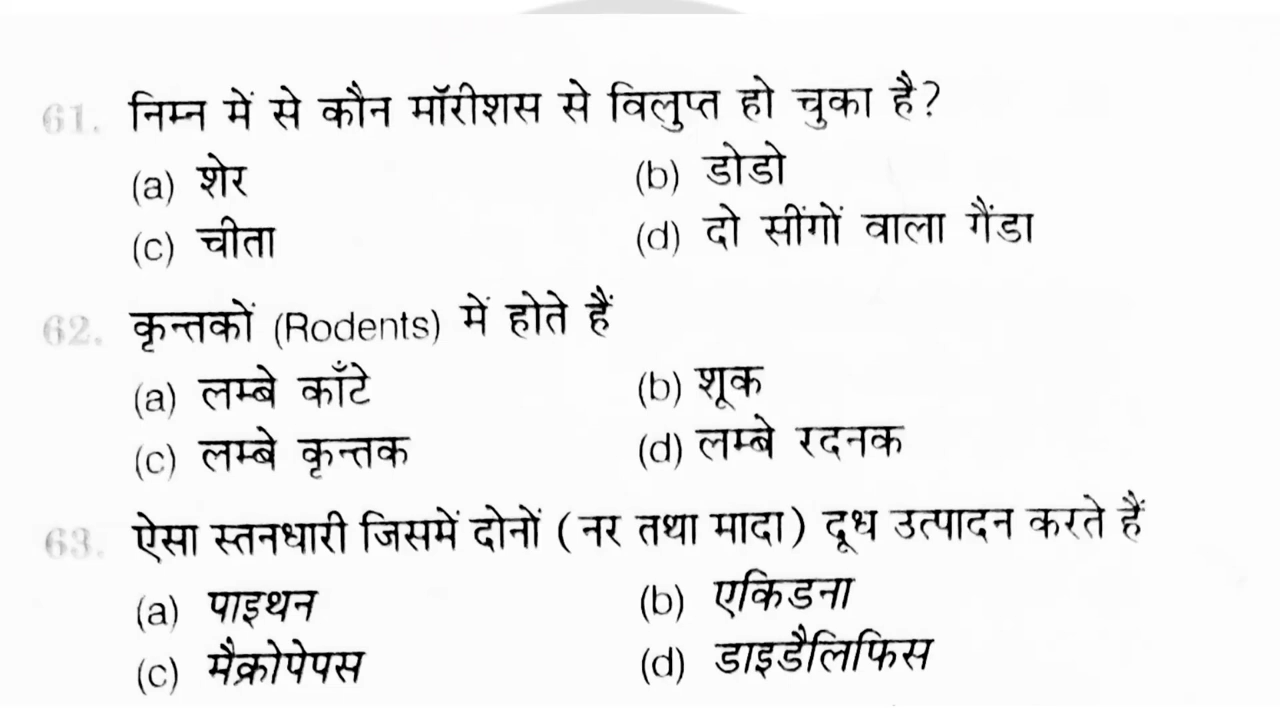 61. निम्न में से कौन मॉरीशस से विलुप्त हो चुका है?
(a) शेर (b) डोडो
(c) चीता (d) दो सींगों वाला गैंडा
62. कृन्तकों (Rodents) में होते हैं
(a) लम्बे काँटे (b) शूक
(c) लम्बे कृन्तक (d) लम्बे रदनक
63. ऐसा स्तनधारी जिसमें दोनों (नर तथा मादा) दूध उत्पादन करते हैं
(a) पाइथन (b) एकिडना
(c) मैक्रोपेपस (d) डाइडैलिफिस